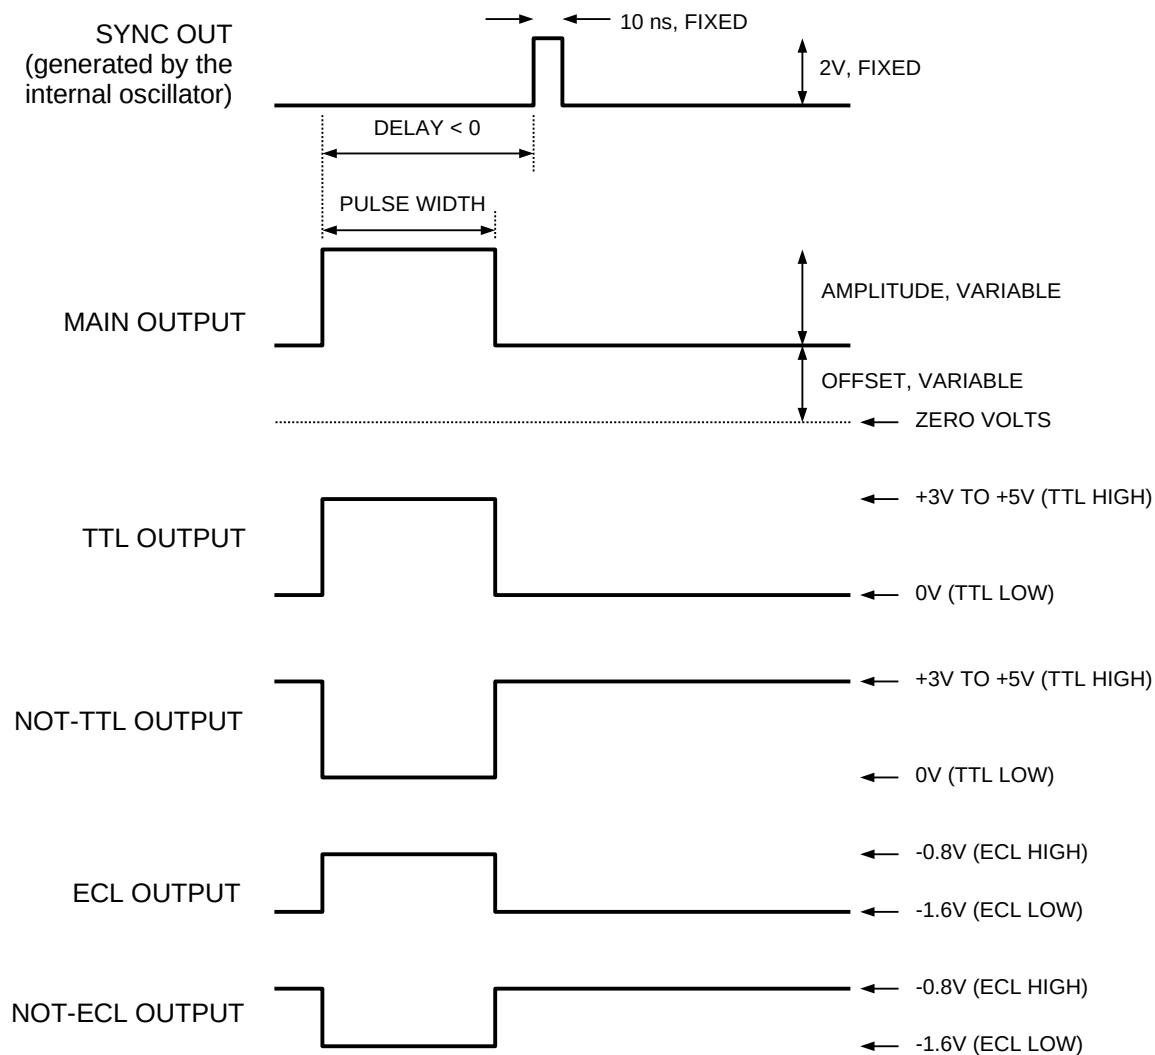 10 ns, FIXED
SYNC OUT
(generated by the
internal oscillator)
2V, FIXED
DELAY < 0
PULSE WIDTH
AMPLITUDE, VARIABLE
MAIN OUTPUT
OFFSET, VARIABLE
ZERO VOLTS
+3V TO +5V (TTL HIGH)
TTL OUTPUT
0V (TTL LOW)
+3V TO +5V (TTL HIGH)
NOT-TTL OUTPUT
0V (TTL LOW)
-0.8V (ECL HIGH)
ECL OUTPUT
-1.6V (ECL LOW)
-0.8V (ECL HIGH)
NOT-ECL OUTPUT
-1.6V (ECL LOW)